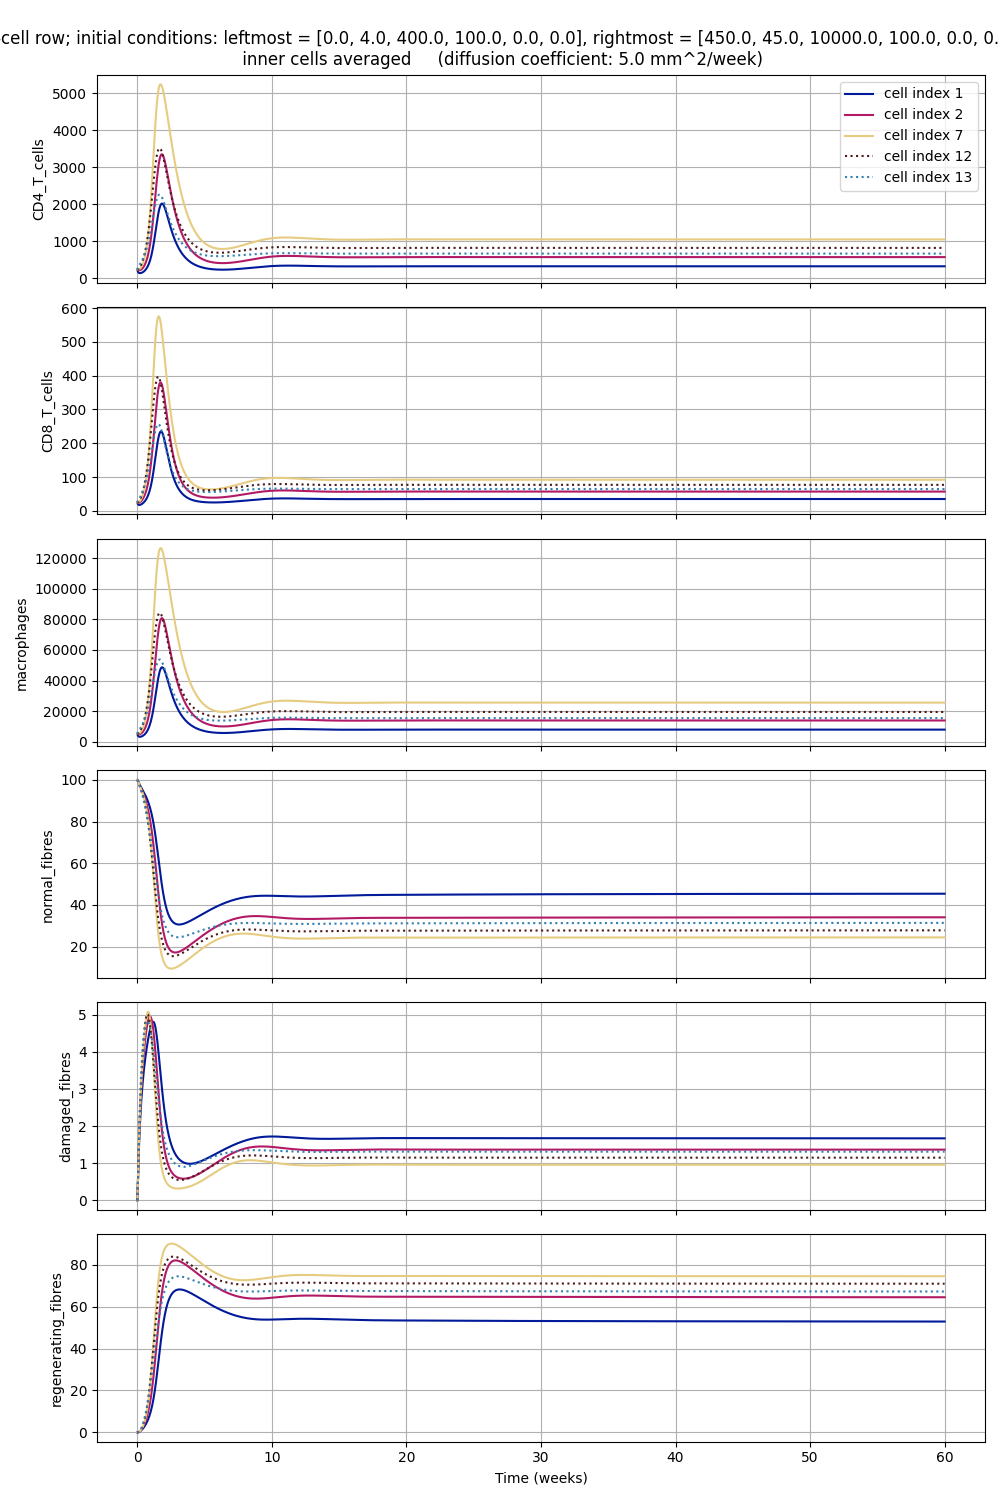 cell row; initial conditions: leftmost = [0.0, 4.0, 400.0, 100.0, 0.0, 0.0], rightmost = [450.0, 45.0, 10000.0, 100.0, 0.0, 0.
inner cells averaged (diffusion coefficient: 5.0 mm^2/week)
cell index 1
cell index 2
cell index 7
cell index 12
cell index 13
CD4_T_cells
5000
4000
3000
2000
1000
0
CD8_T_cells
600
500
400
300
200
100
0
macrophages
120000
100000
80000
60000
40000
20000
0
normal_fibres
100
80
60
40
20
damaged_fibres
5
4
3
2
1
0
regenerating_fibres
80
60
40
20
0
0 10 20 30 40 50 60
Time (weeks)